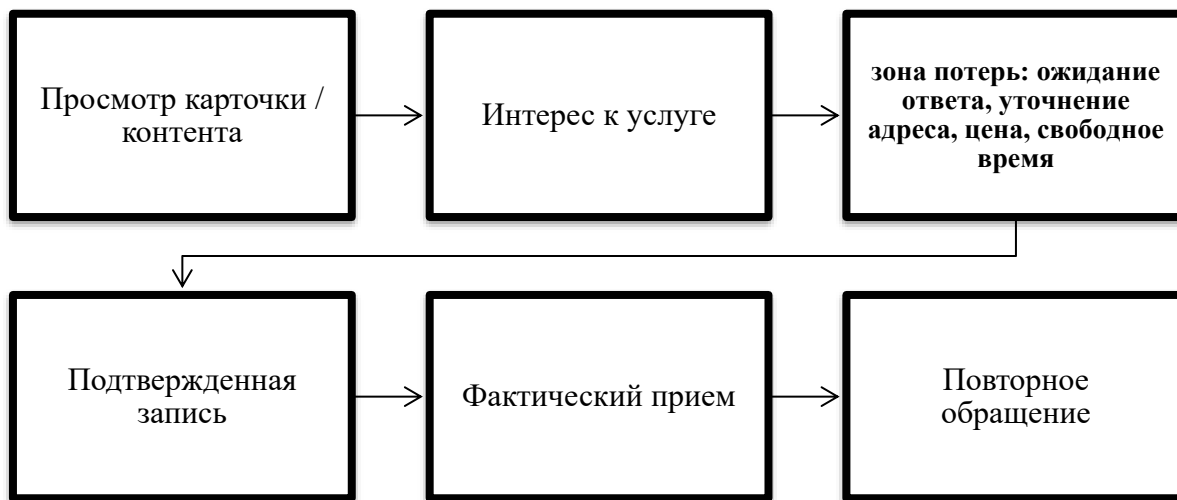 Просмотр карточки /
контента
Интерес к услуге
зона потерь: ожидание
ответа, уточнение
адреса, цена, свободное
время
Подтвержденная
запись
Фактический прием
Повторное
обращение